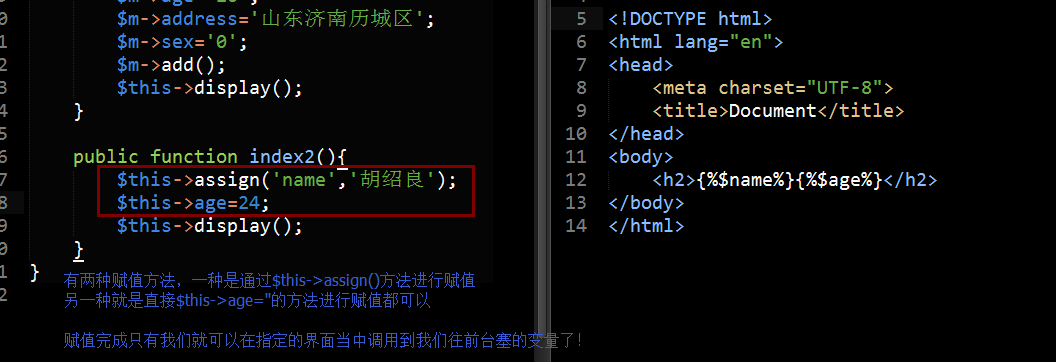 $m->address='山东济南历城区';
$m->sex='0';
$m->add();
$this->display();
}
public function index2(){
$this->assign('name','胡绍良');
$this->age=24;
$this->display();
}
}
有两种赋值方法，一种是通过$this->assign()方法进行赋值
另一种就是直接$this->age=''的方法进行赋值都可以
赋值完成只有我们就可以在指定的界面当中调用到我们往前台塞的变量了！
5 <!DOCTYPE html>
6 <html lang="en">
7 <head>
8 <meta charset="UTF-8">
9 <title>Document</title>
10 </head>
11 <body>
12 <h2>{%$name%}{%$age%}</h2>
13 </body>
14 </html>